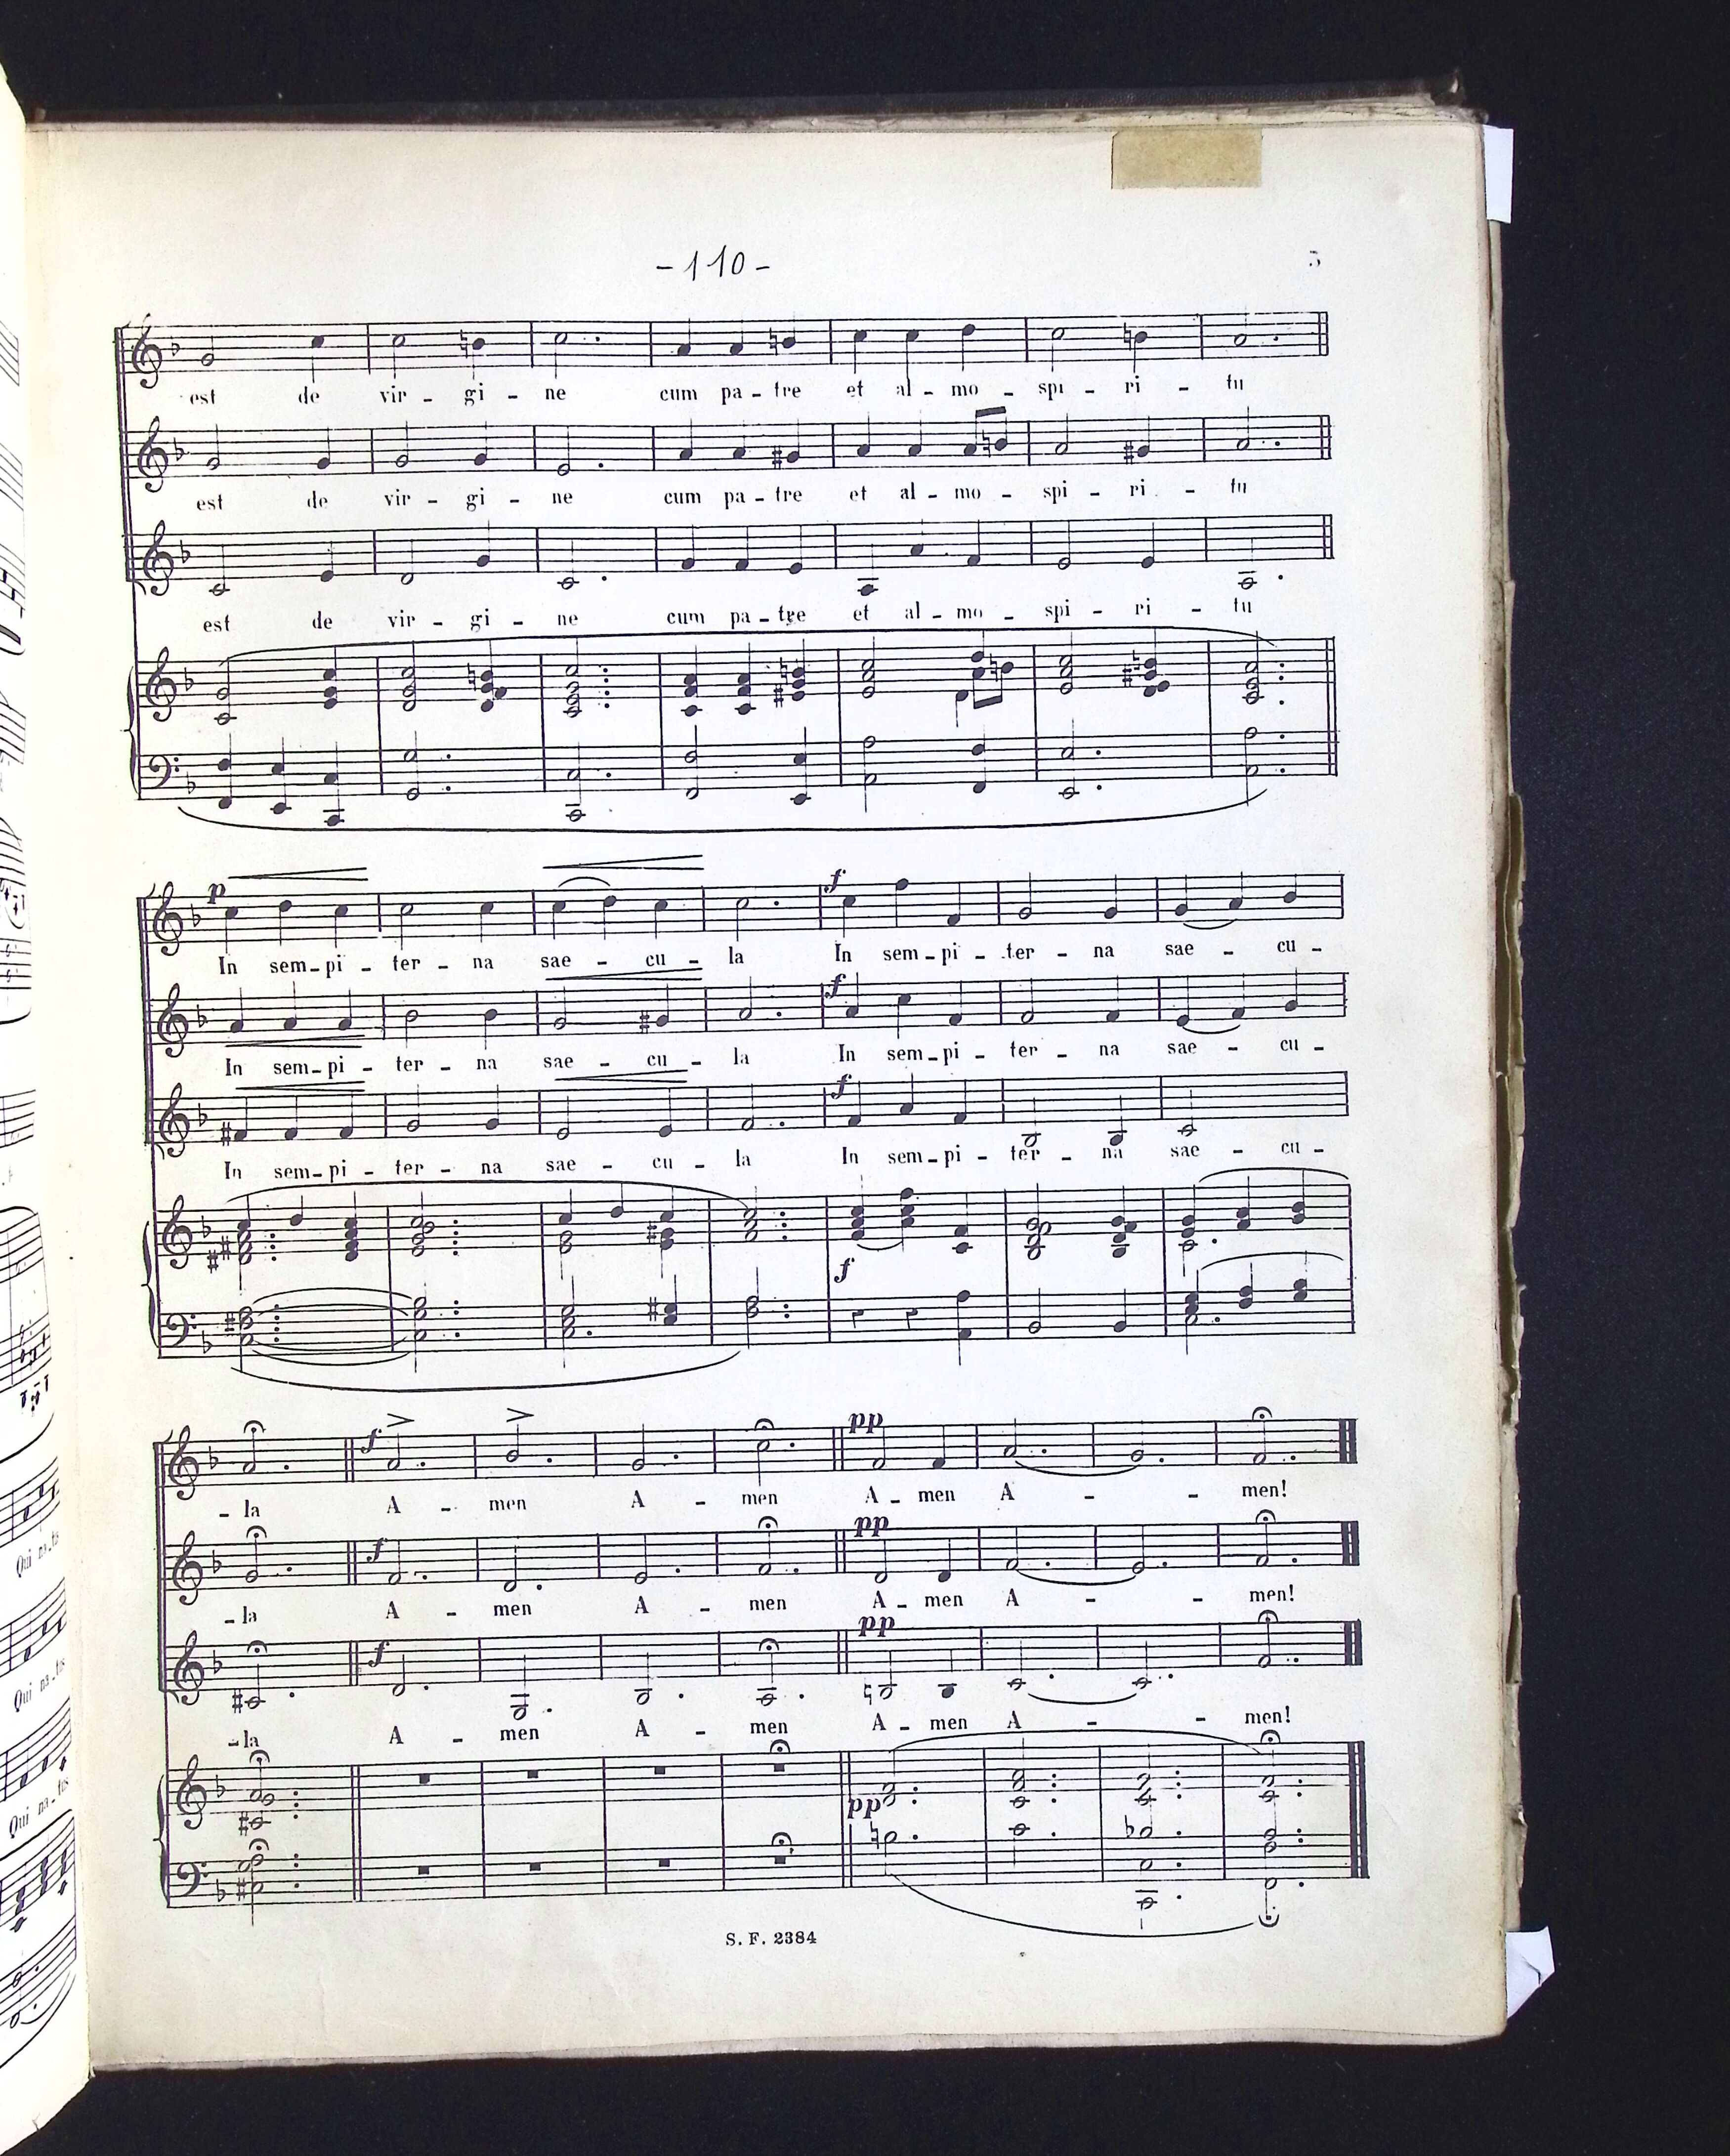 - 110 -
est de vir - gi - ne cum pa - tre et al - mo - spi - ri - tu
est de vir - gi - ne cum pa - tre et al - mo - spi - ri - tu
est de vir - gi - ne cum pa - tre et al - mo - spi - ri - tu
p f
In sem - pi - ter - na sae - cu - la In sem - pi - ter - na sae - cu -
f
In sem - pi - ter - na sae - cu - la In sem - pi - ter - na sae - cu -
f
In sem - pi - ter - na sae - cu - la In sem - pi - ter - na sae - cu -
f
f pp
- la A - men A - men A - men A - - men!
f pp
- la A - men A - men A - men A - - men!
f pp
- la A - men A - men A - men A - - men!
pp
S. F. 2384
Qui na - tus
Qui na - tus
Qui na - tus